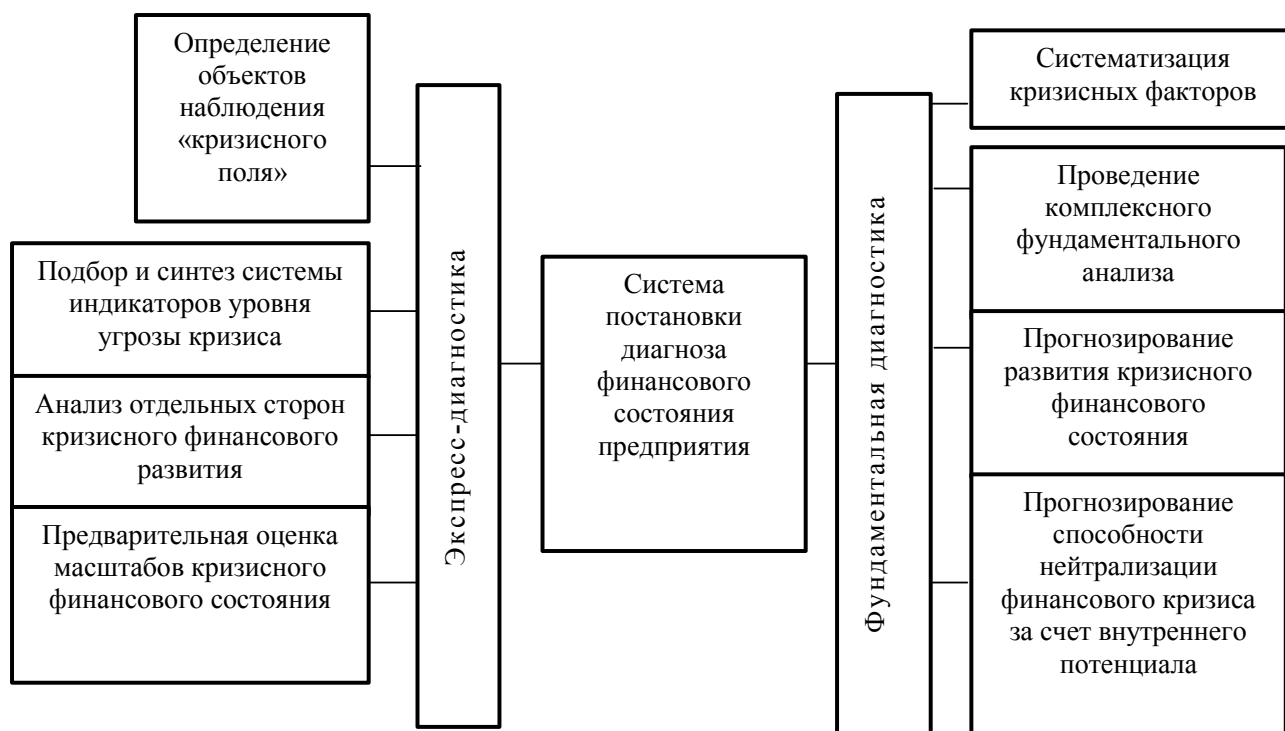 Определение
объектов
наблюдения
«кризисного
поля»
Подбор и синтез системы
индикаторов уровня
угрозы кризиса
Анализ отдельных сторон
кризисного финансового
развития
Предварительная оценка
масштабов кризисного
финансового состояния
Экспресс-диагностика
Система
постановки
диагноза
финансового
состояния
предприятия
Фундаментальная диагностика
Систематизация
кризисных факторов
Проведение
комплексного
фундаментального
анализа
Прогнозирование
развития кризисного
финансового
состояния
Прогнозирование
способности
нейтрализации
финансового кризиса
за счет внутреннего
потенциала